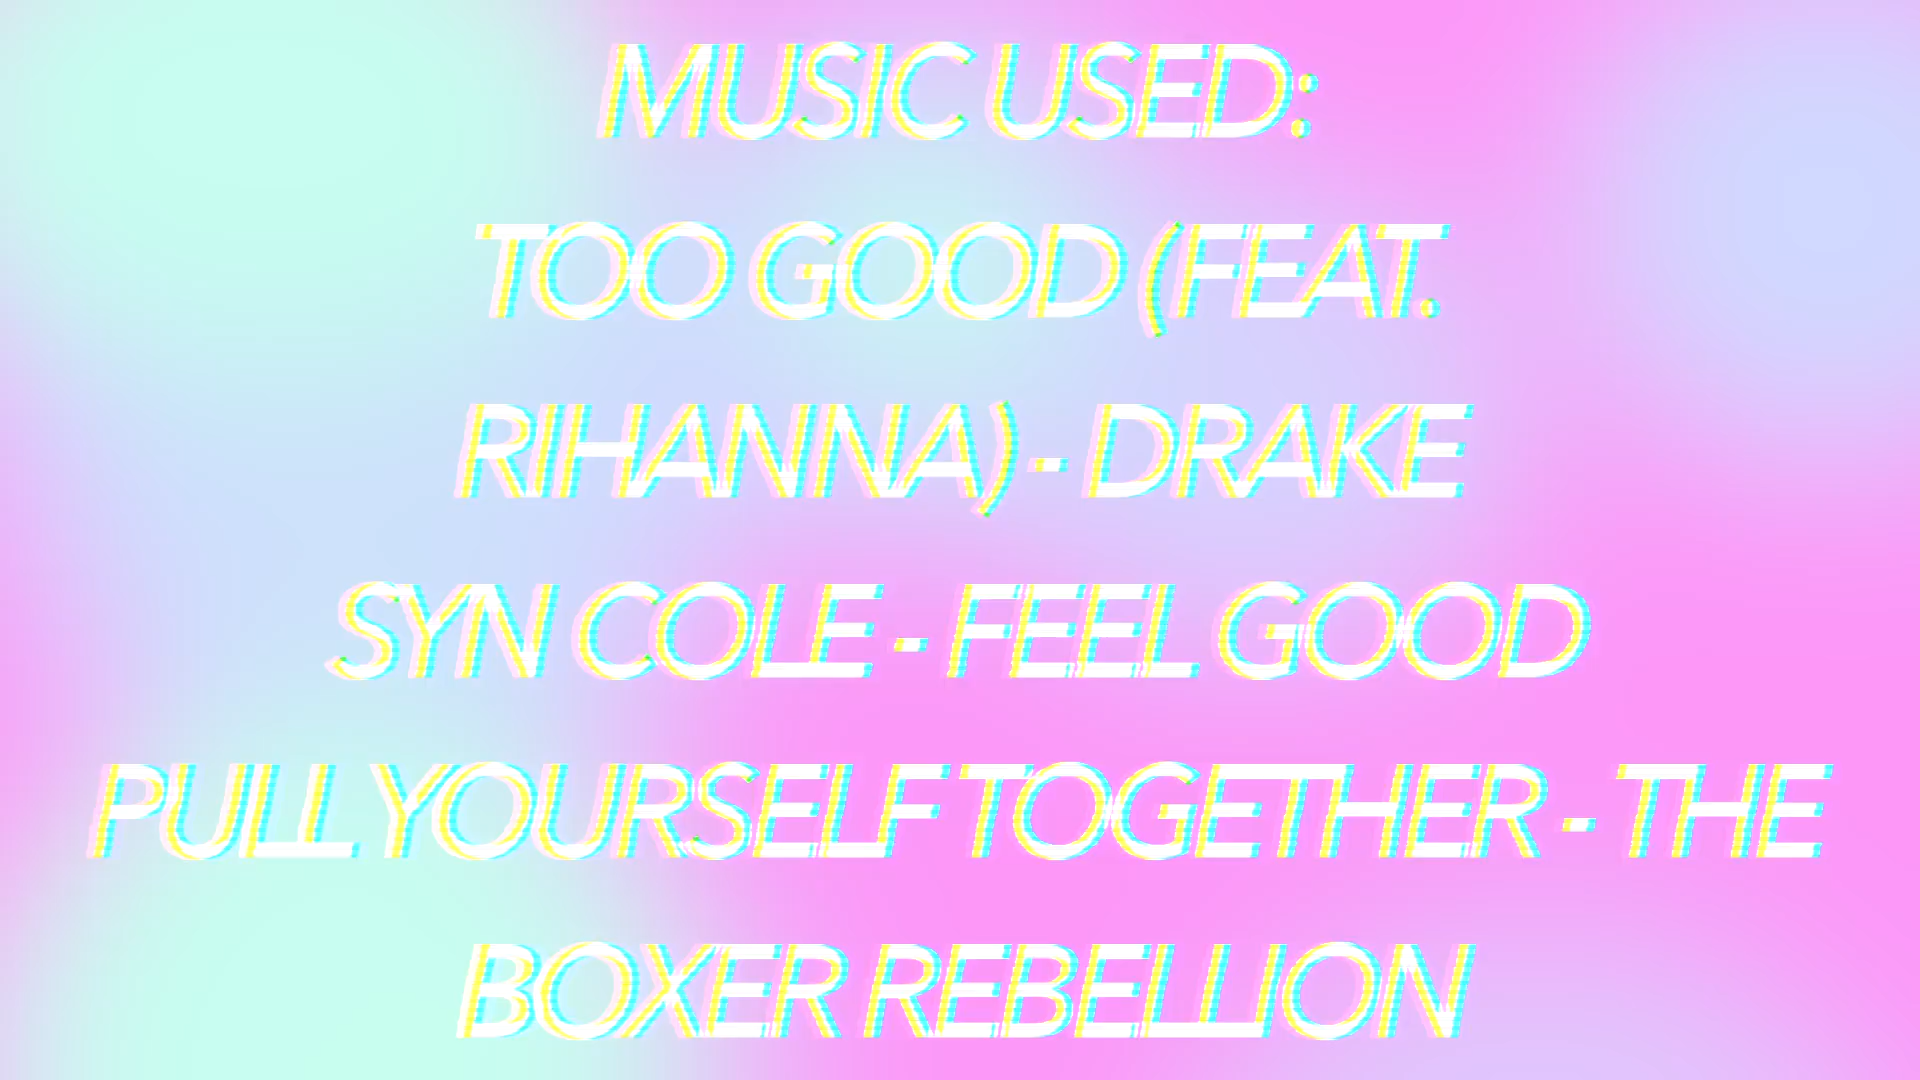 MUSIC USED:
TOO GOOD (FEAT.
RIHANNA) - DRAKE
SYN COLE - FEEL GOOD
PULL YOURSELF TOGETHER - THE
BOXER REBELLION